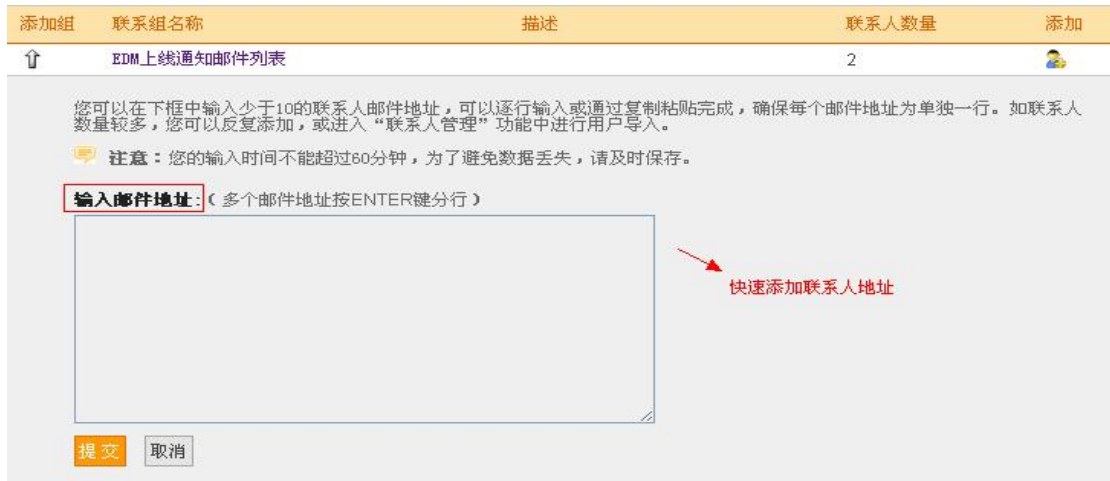 添加组 联系组名称 描述 联系人数量 添加
EDM上线通知邮件列表 2
您可以在下框中输入少于10的联系人邮件地址，可以逐行输入或通过复制粘贴完成，确保每个邮件地址为单独一行。如联系人
数量较多，您可以反复添加，或进入“联系人管理”功能中进行用户导入。
注意：您的输入时间不能超过60分钟，为了避免数据丢失，请及时保存。
输入邮件地址:(多个邮件地址按ENTER键分行)
快速添加联系人地址
提交 取消